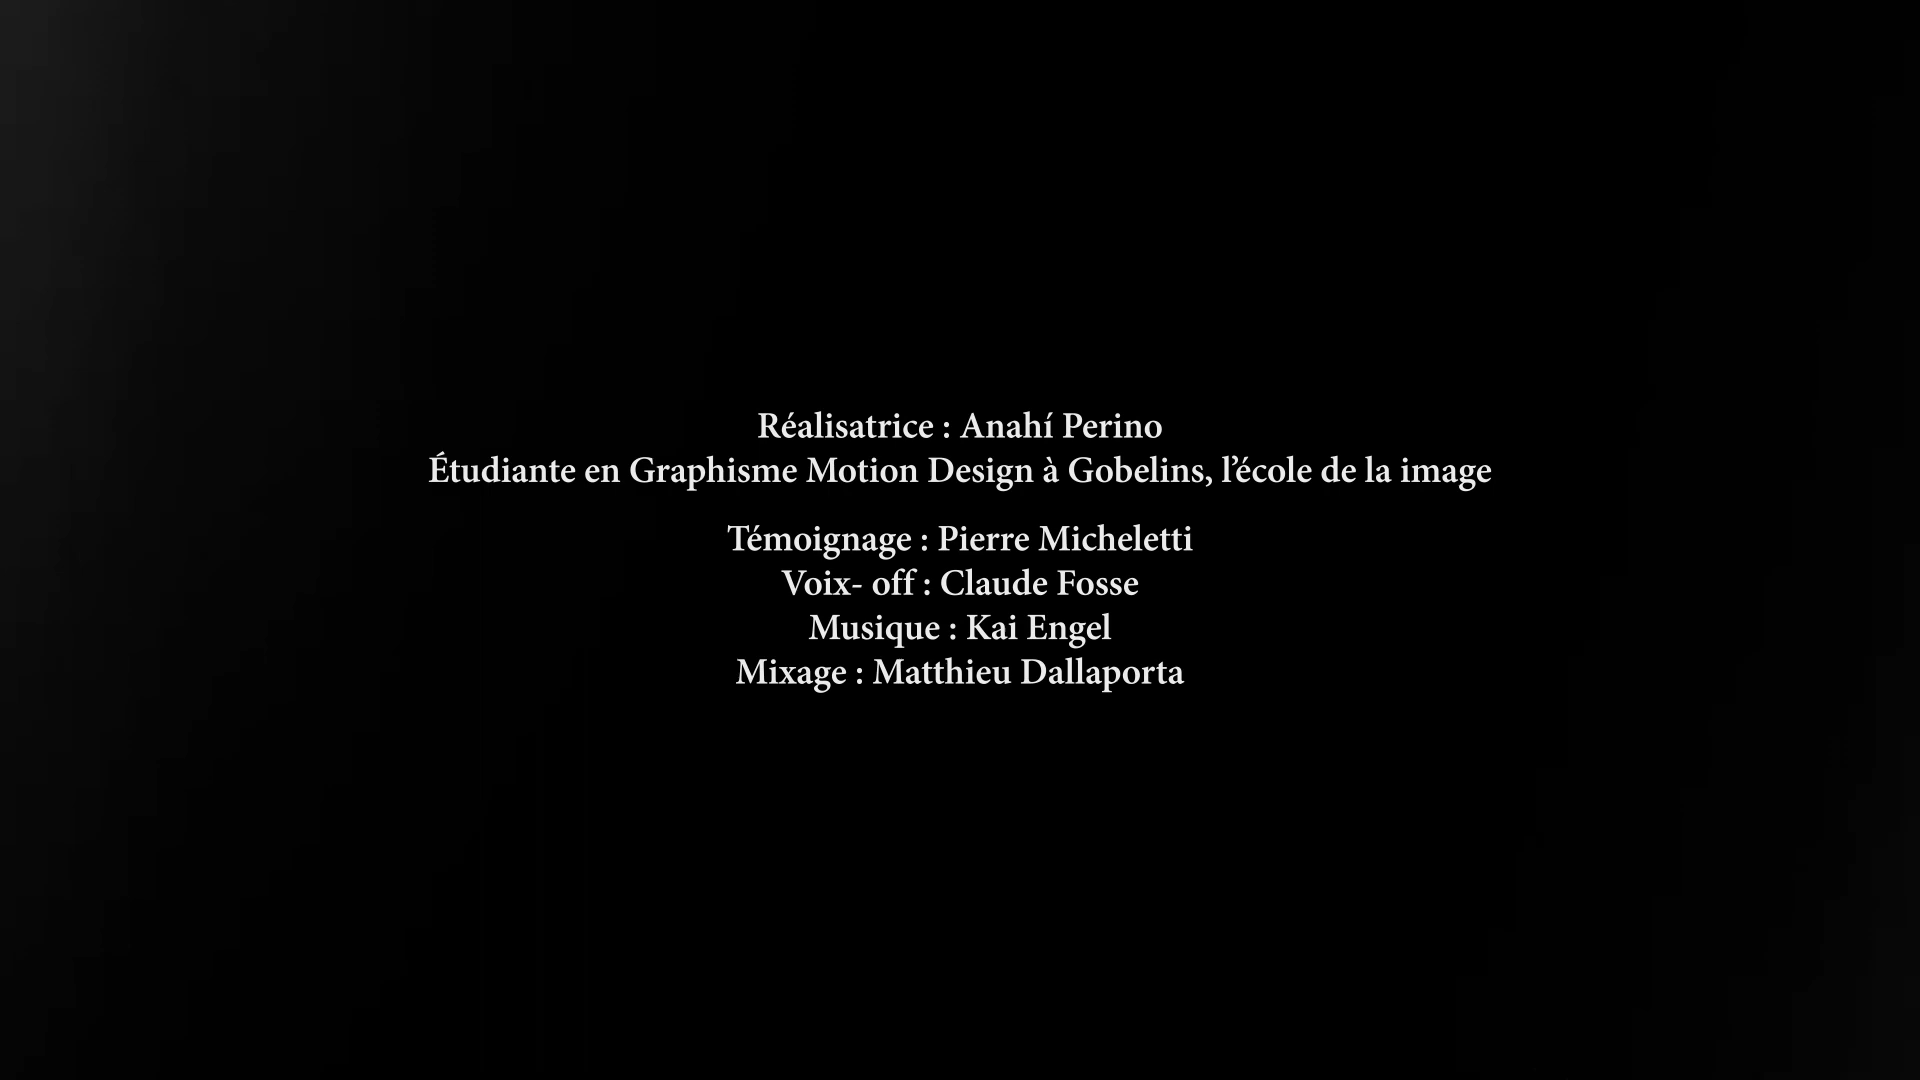 Réalisatrice : Anahí Perino
Étudiante en Graphisme Motion Design à Gobelins, l’école de la image
Témoignage : Pierre Micheletti
Voix- off : Claude Fosse
Musique : Kai Engel
Mixage : Matthieu Dallaporta